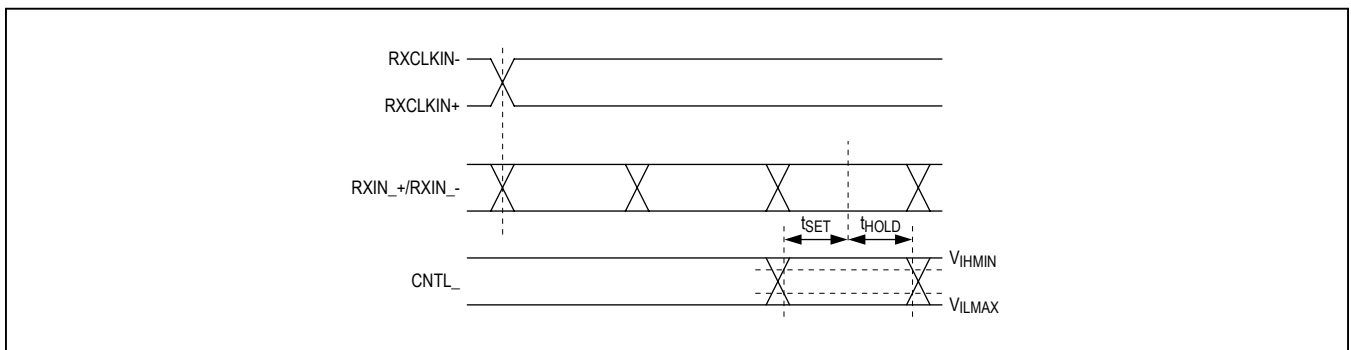 RXCLKIN-
RXCLKIN+
RXIN_+/RXIN_-
tSET
tHOLD
VIHMIN
CNTL_
VILMAX